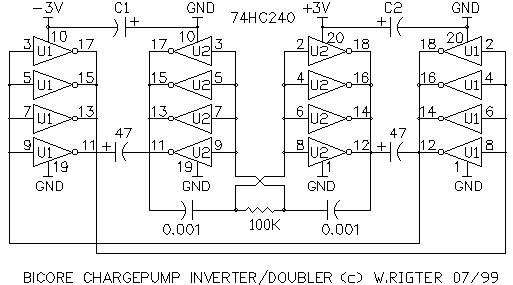 -3V C1 GND 74HC240 +3V C2 GND
+ +
10 10 20 20
3 U1 17 17 U2 3 2 U2 18 18 U1 2
5 U1 15 15 U2 5 4 U2 16 16 U1 4
7 U1 13 13 U2 7 6 U2 14 14 U1 6
47 47
9 U1 11 + 11 U2 9 8 U2 12 + 12 U1 8
19 19 1 1
GND GND GND GND
0.001 100K 0.001
BICORE CHARGEPUMP INVERTER/DOUBLER (c) W.RIGTER 07/99